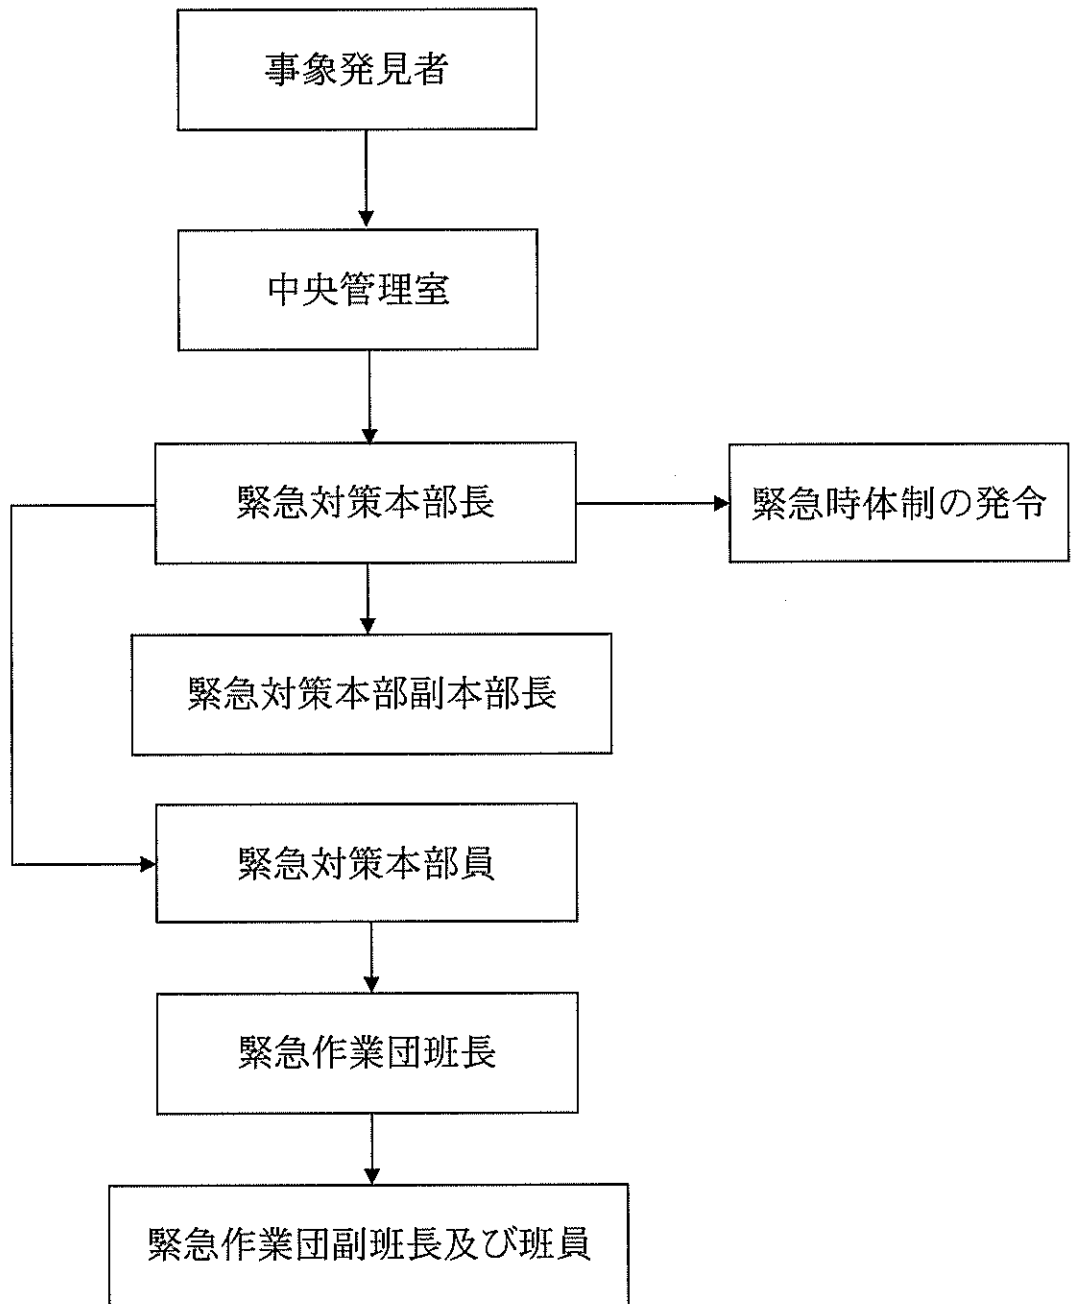 事象発見者
中央管理室
緊急対策本部長
緊急時体制の発令
緊急対策本部副本部長
緊急対策本部員
緊急作業団班長
緊急作業団副班長及び班員